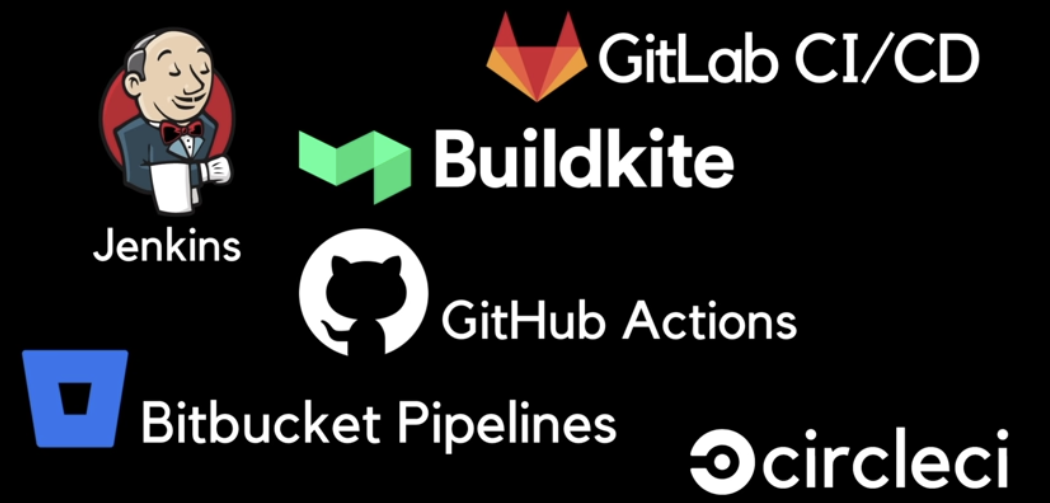 GitLab CI/CD
Buildkite
Jenkins
GitHub Actions
Bitbucket Pipelines
circleci